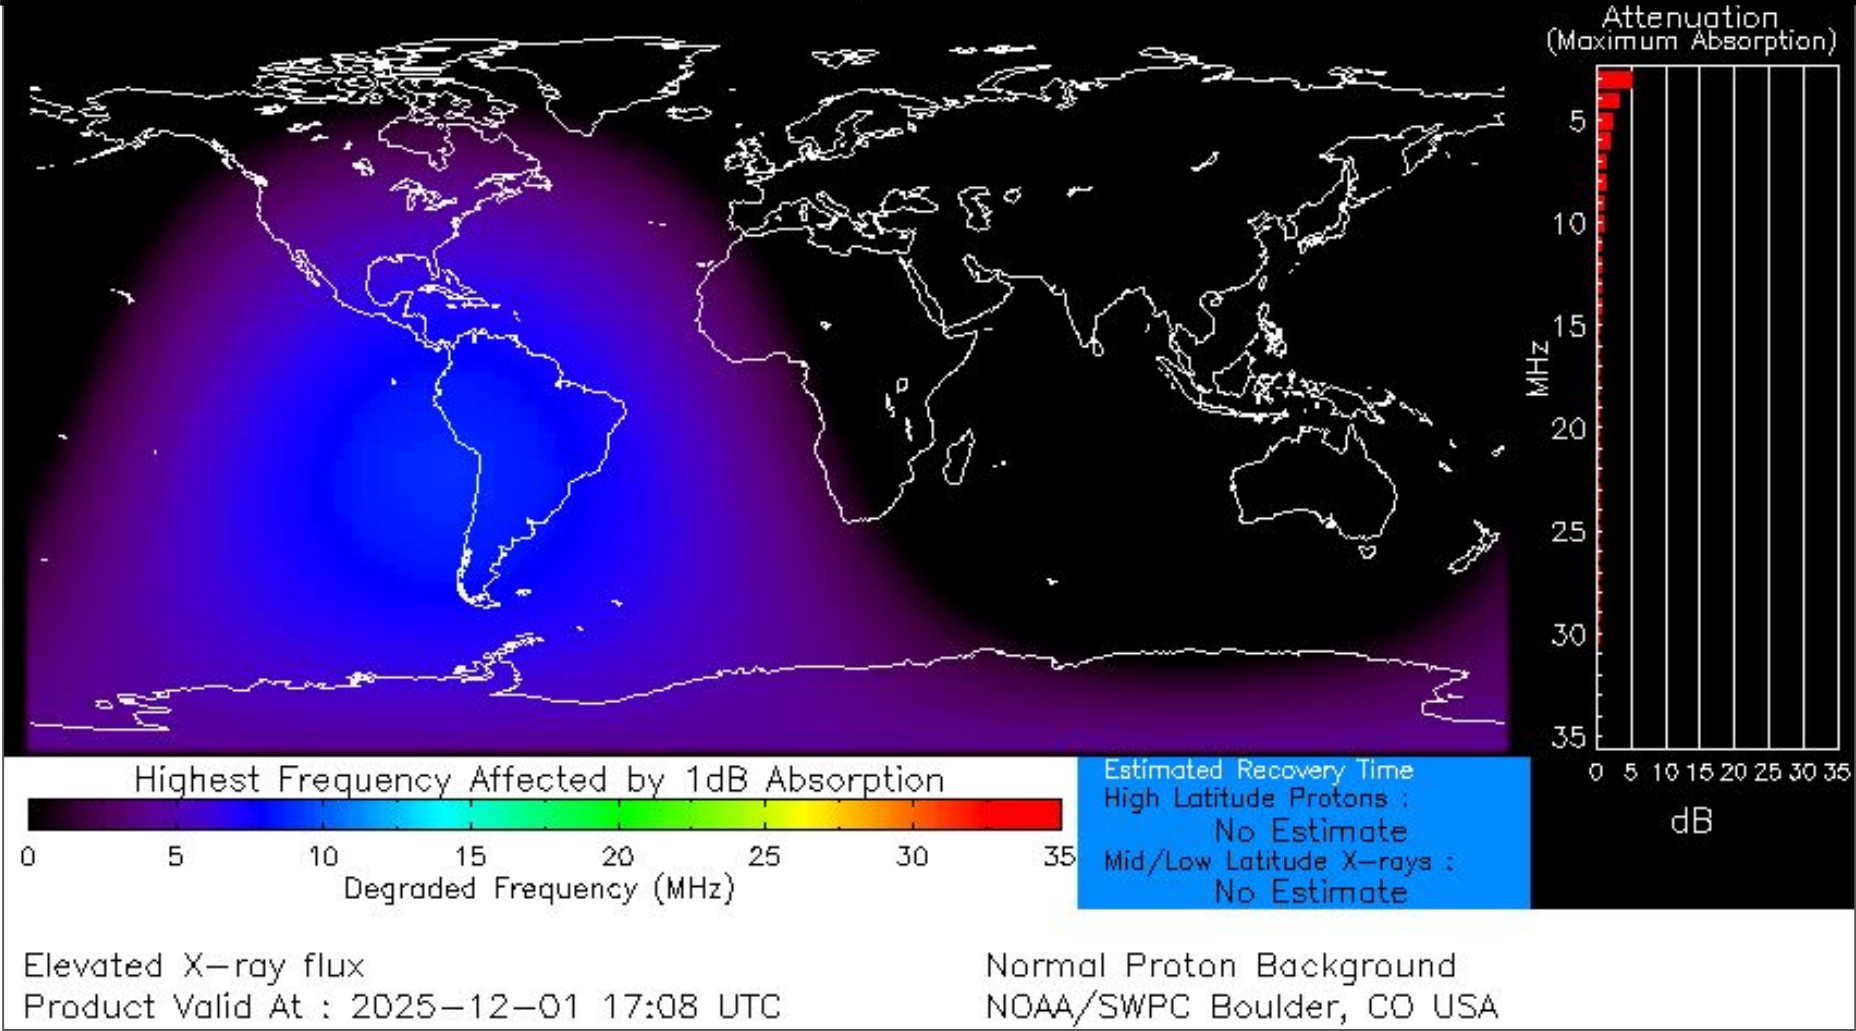 Attenuation
(Maximum Absorption)
5
10
15
20
25
30
35
MHz
0 5 10 15 20 25 30 35
dB
Highest Frequency Affected by 1dB Absorption
0 5 10 15 20 25 30 35
Degraded Frequency (MHz)
Estimated Recovery Time
High Latitude Protons :
No Estimate
Mid/Low Latitude X-rays :
No Estimate
Elevated X-ray flux
Product Valid At : 2025-12-01 17:08 UTC
Normal Proton Background
NOAA/SWPC Boulder, CO USA